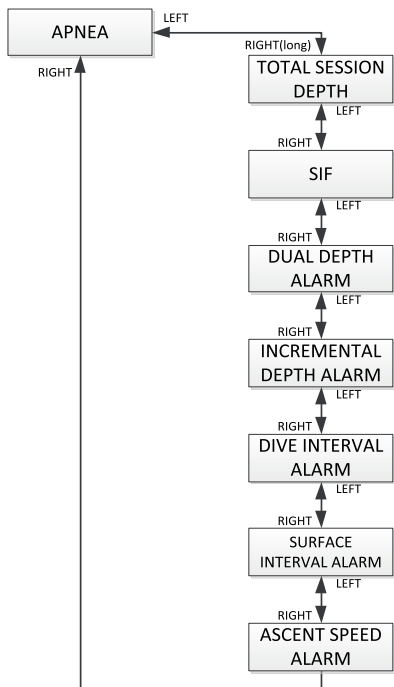 APNEA
LEFT
RIGHT(long)
RIGHT
TOTAL SESSION
DEPTH
LEFT
RIGHT
SIF
LEFT
RIGHT
DUAL DEPTH
ALARM
LEFT
RIGHT
INCREMENTAL
DEPTH ALARM
LEFT
RIGHT
DIVE INTERVAL
ALARM
LEFT
RIGHT
SURFACE
INTERVAL ALARM
LEFT
RIGHT
ASCENT SPEED
ALARM